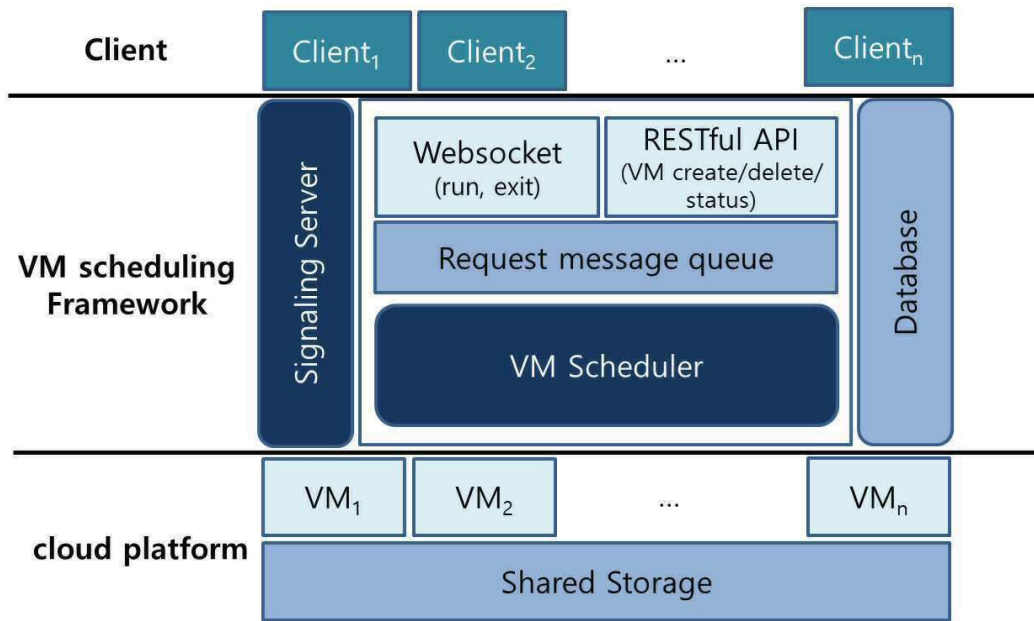 Client
Client₁
Client₂
...
Clientₙ
VM scheduling
Framework
Signaling Server
Websocket
(run, exit)
RESTful API
(VM create/delete/
status)
Request message queue
VM Scheduler
Database
cloud platform
VM₁
VM₂
...
VMₙ
Shared Storage